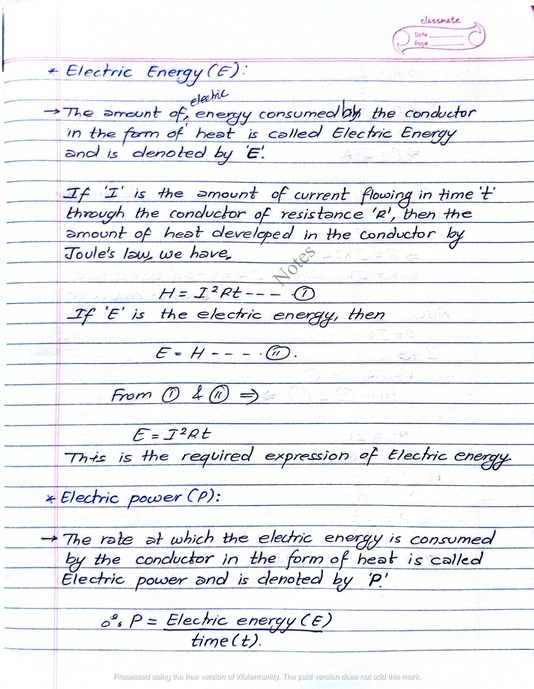 classmate
Date
Page
* Electric Energy (E):
→ The amount of electric energy consumed by the conductor
in the form of heat is called Electric Energy
and is denoted by 'E'.
If 'I' is the amount of current flowing in time 't'
through the conductor of resistance 'R', then the
amount of heat developed in the conductor by
Joule's law, we have,
Notes
H = I²Rt --- (i)
If 'E' is the electric energy, then
E = H ---- (ii).
From (i) & (ii) ⇒
E = I²Rt
This is the required expression of Electric energy.
* Electric power (P):
→ The rate at which the electric energy is consumed
by the conductor in the form of heat is called
Electric power and is denoted by 'P'.
∴ P = Electric energy (E)
time (t).
Processed using the free version of Watermarkly. The paid version does not add this mark.